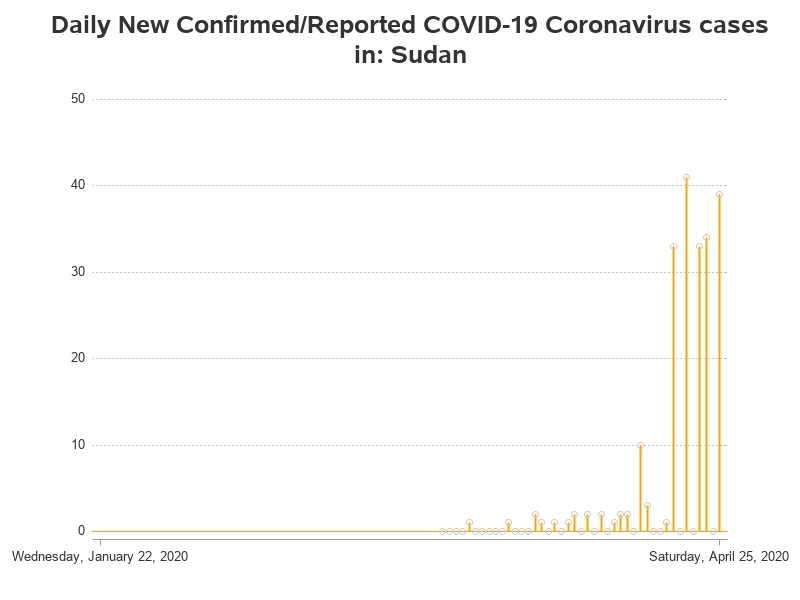 Daily New Confirmed/Reported COVID-19 Coronavirus cases
in: Sudan
50
40
30
20
10
0
Wednesday, January 22, 2020
Saturday, April 25, 2020